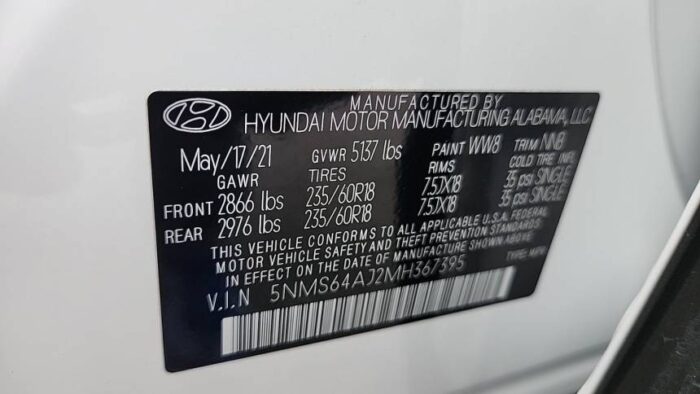 MANUFACTURED BY
HYUNDAI MOTOR MANUFACTURING ALABAMA, LLC
May/17/21 GVWR 5137 lbs PAINT WW8 TRIM NNB
GAWR TIRES RIMS COLD TIRE INFL.
FRONT 2866 lbs 235/60R18 7.5JX18 35 psi SINGLE
REAR 2976 lbs 235/60R18 7.5JX18 35 psi SINGLE
THIS VEHICLE CONFORMS TO ALL APPLICABLE U.S.A. FEDERAL
MOTOR VEHICLE SAFETY AND THEFT PREVENTION STANDARDS
IN EFFECT ON THE DATE OF MANUFACTURE SHOWN ABOVE.
V.I.N 5NMS64AJ2MH367395 TYPE: MPV